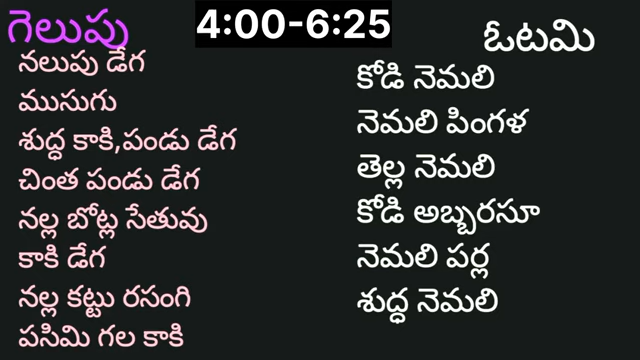 గెలుపు
4:00-6:25
ఓటమి
నలుపు డేగ
ముసుగు
శుద్ధ కాకి,పండు డేగ
చింత పండు డేగ
నల్ల బోట్ల సేతువు
కాకి డేగ
నల్ల కట్టు రసంగి
పసిమి గల కాకి
కోడి నెమలి
నెమలి పింగళ
తెల్ల నెమలి
కోడి అబ్బరసూ
నెమలి పర్ల
శుద్ధ నెమలి